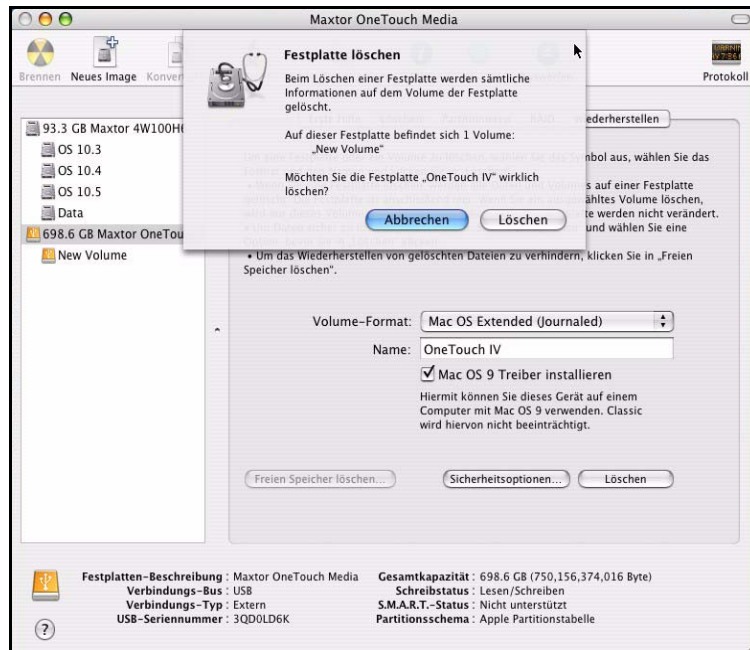 Maxtor OneTouch Media
Brennen
Neues Image
Protokoll
Festplatte löschen
Beim Löschen einer Festplatte werden sämtliche
Informationen auf dem Volume der Festplatte
gelöscht.
Auf dieser Festplatte befindet sich 1 Volume:
„New Volume“
Möchten Sie die Festplatte „OneTouch IV“ wirklich
löschen?
Abbrechen
Löschen
93.3 GB Maxtor
OS 10.3
OS 10.4
OS 10.5
Data
698.6 GB Maxtor
New Volume
aus, wählen Sie das
auf einer Festplatte
Volume löschen,
werden nicht verändert.
und wählen Sie eine
• Um das Wiederherstellen von gelöschten Dateien zu verhindern, klicken Sie in „Freien
Speicher löschen“.
Volume-Format:
Mac OS Extended (Journaled)
Name:
OneTouch IV
Mac OS 9 Treiber installieren
Hiermit können Sie dieses Gerät auf einem
Computer mit Mac OS 9 verwenden. Classic
wird hiervon nicht beeinträchtigt.
Freien Speicher löschen...
Sicherheitsoptionen...
Löschen
Festplatten-Beschreibung : Maxtor OneTouch Media
Verbindungs-Bus : USB
Verbindungs-Typ : Extern
USB-Seriennummer : 3QD0LD6K
Gesamtkapazität : 698.6 GB (750,156,374,016 Byte)
Schreibstatus : Lesen/Schreiben
S.M.A.R.T.-Status : Nicht unterstützt
Partitionsschema : Apple Partitionstabelle
?